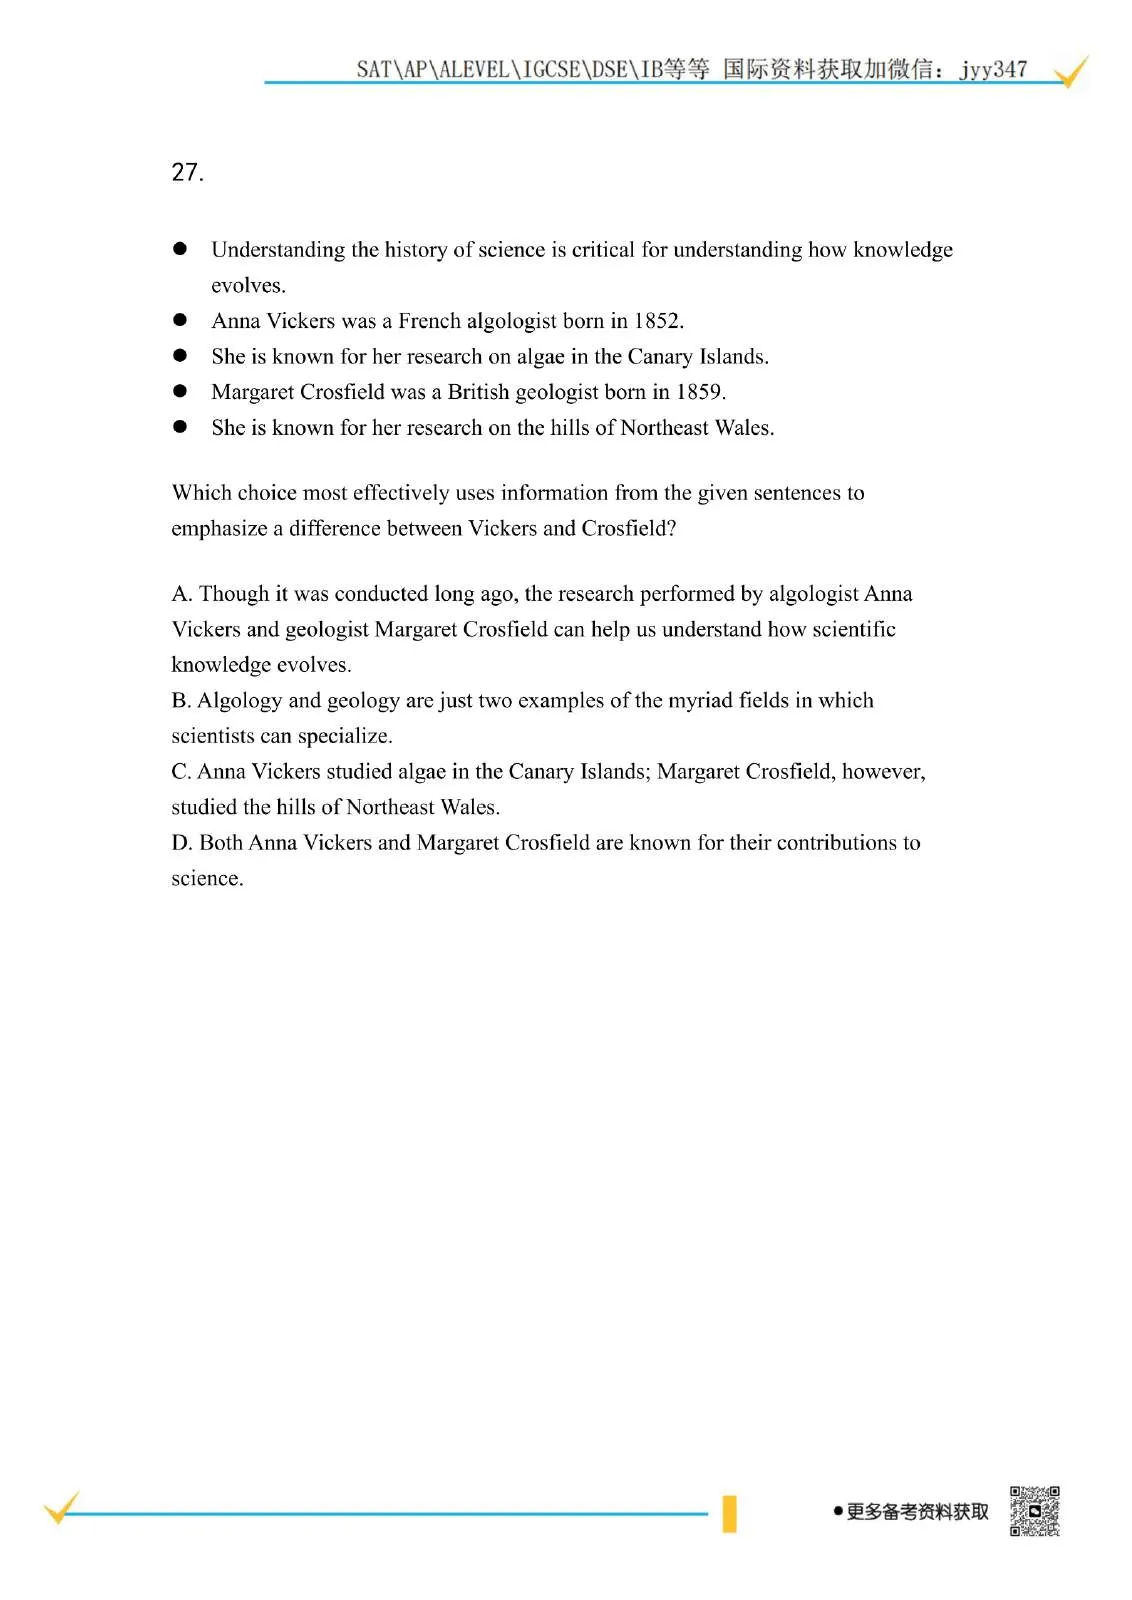 SAT\AP\ALEVEL\IGCSE\DSE\IB等等 国际资料获取加微信：jyy347
27.
● Understanding the history of science is critical for understanding how knowledge
evolves.
● Anna Vickers was a French algologist born in 1852.
● She is known for her research on algae in the Canary Islands.
● Margaret Crosfield was a British geologist born in 1859.
● She is known for her research on the hills of Northeast Wales.
Which choice most effectively uses information from the given sentences to
emphasize a difference between Vickers and Crosfield?
A. Though it was conducted long ago, the research performed by algologist Anna
Vickers and geologist Margaret Crosfield can help us understand how scientific
knowledge evolves.
B. Algology and geology are just two examples of the myriad fields in which
scientists can specialize.
C. Anna Vickers studied algae in the Canary Islands; Margaret Crosfield, however,
studied the hills of Northeast Wales.
D. Both Anna Vickers and Margaret Crosfield are known for their contributions to
science.
●更多备考资料获取